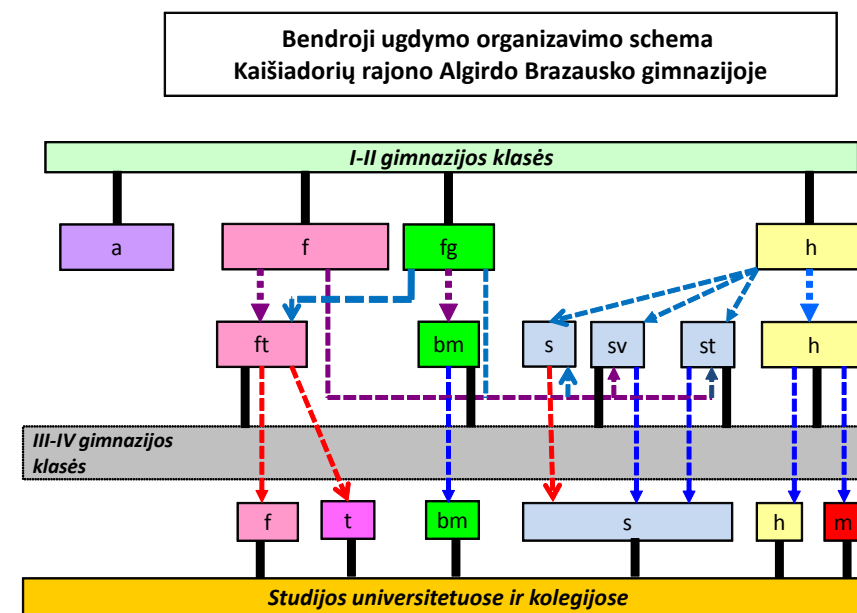 Bendroji ugdymo organizavimo schema
Kaišiadorių rajono Algirdo Brazausko gimnazijoje
I-II gimnazijos klasės
a
f
fg
h
ft
bm
s
sv
st
h
III-IV gimnazijos
klasės
f
t
bm
s
h
m
Studijos universitetuose ir kolegijose